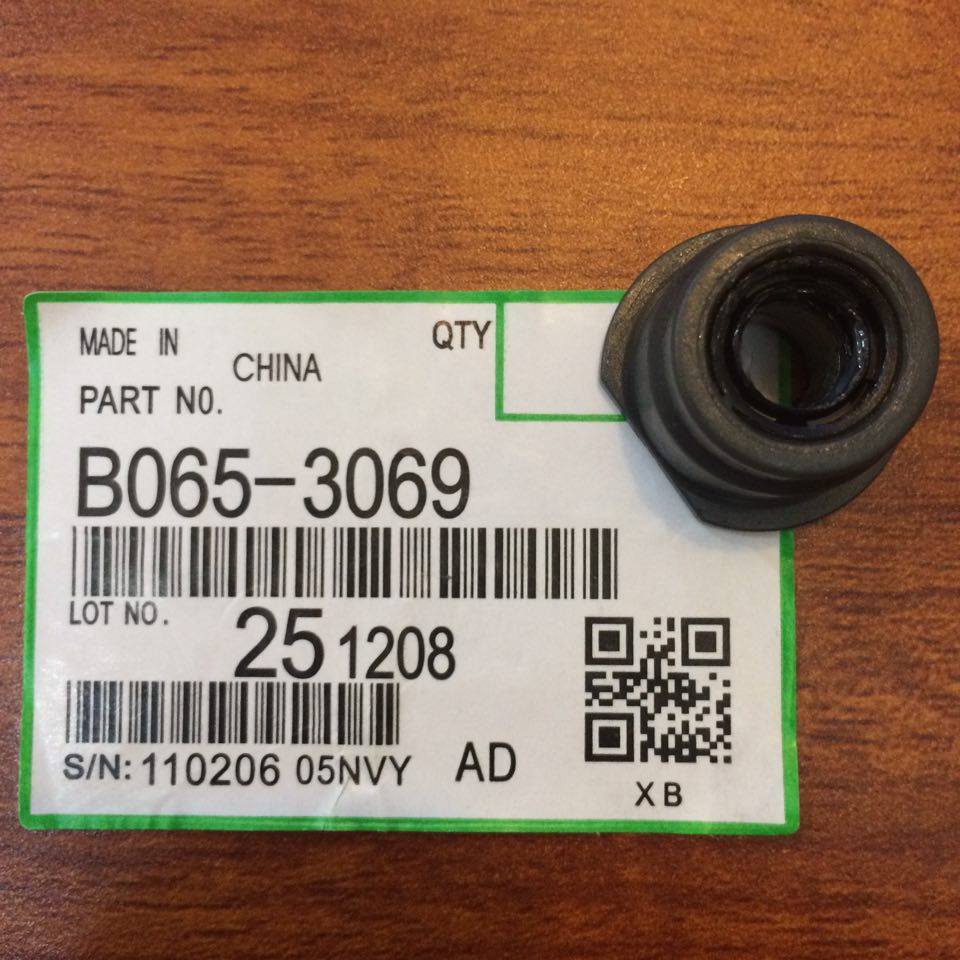 MADE IN CHINA QTY
PART NO.
B065-3069
LOT NO. 25 1208
S/N: 110206 05NVY AD
XB